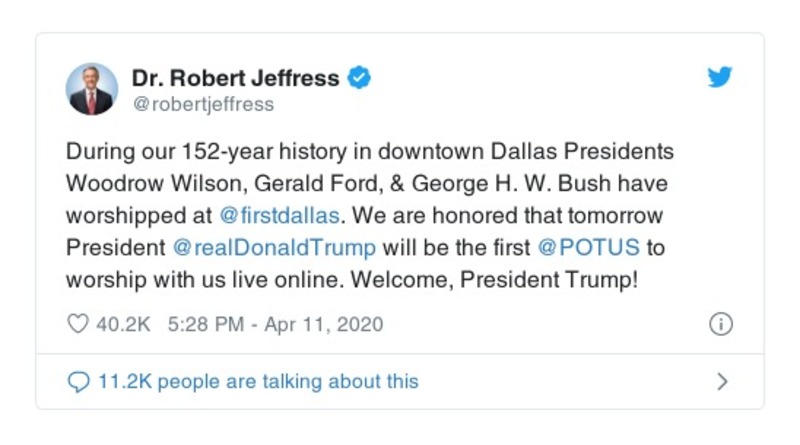 Dr. Robert Jeffress
@robertjeffress
During our 152-year history in downtown Dallas Presidents
Woodrow Wilson, Gerald Ford, & George H. W. Bush have
worshipped at @firstdallas. We are honored that tomorrow
President @realDonaldTrump will be the first @POTUS to
worship with us live online. Welcome, President Trump!
40.2K 5:28 PM - Apr 11, 2020
11.2K people are talking about this